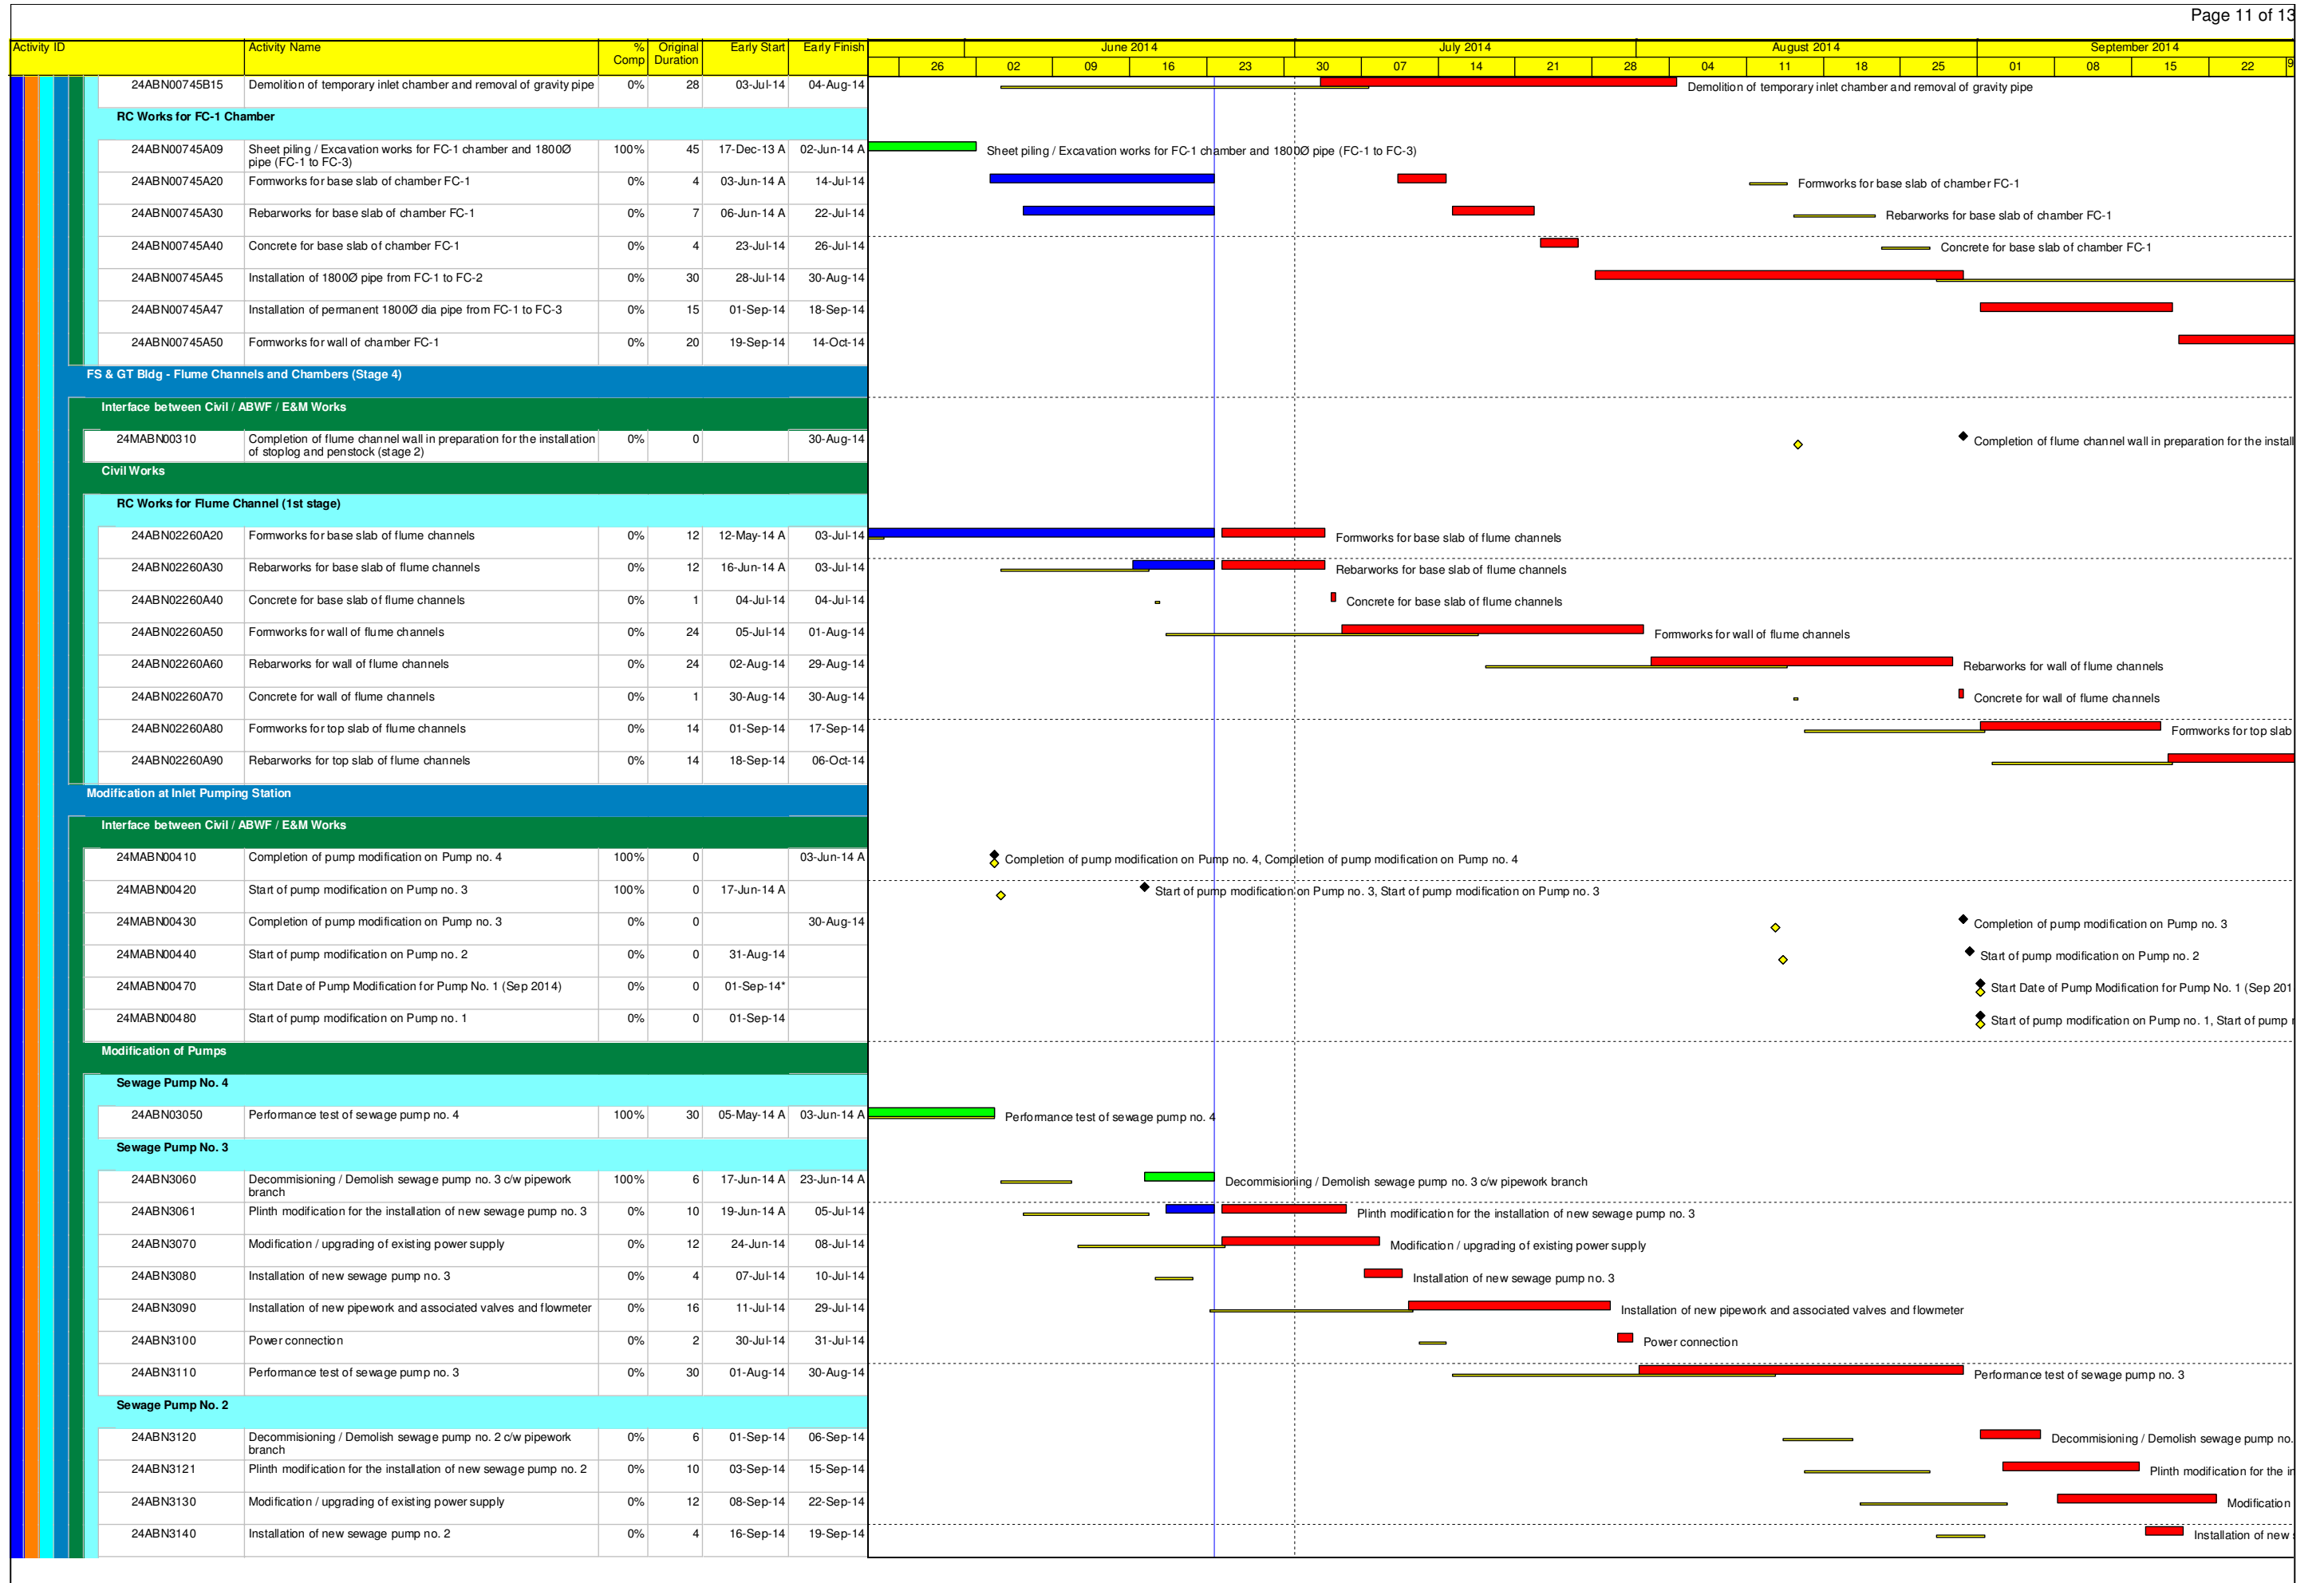 Page 11 of 13
Activity ID Activity Name % Comp Original Duration Early Start Early Finish June 2014 July 2014 August 2014 September 2014
26 02 09 16 23 30 07 14 21 28 04 11 18 25 01 08 15 22 9
24ABN00745B15 Demolition of temporary inlet chamber and removal of gravity pipe 0% 28 03-Jul-14 04-Aug-14 Demolition of temporary inlet chamber and removal of gravity pipe
RC Works for FC-1 Chamber
24ABN00745A09 Sheet piling / Excavation works for FC-1 chamber and 1800Ø 100% 45 17-Dec-13 A 02-Jun-14 A Sheet piling / Excavation works for FC-1 chamber and 1800Ø pipe (FC-1 to FC-3)
pipe (FC-1 to FC-3)
24ABN00745A20 Formworks for base slab of chamber FC-1 0% 4 03-Jun-14 A 14-Jul-14 Formworks for base slab of chamber FC-1
24ABN00745A30 Rebarworks for base slab of chamber FC-1 0% 7 06-Jun-14 A 22-Jul-14 Rebarworks for base slab of chamber FC-1
24ABN00745A40 Concrete for base slab of chamber FC-1 0% 4 23-Jul-14 26-Jul-14 Concrete for base slab of chamber FC-1
24ABN00745A45 Installation of 1800Ø pipe from FC-1 to FC-2 0% 30 28-Jul-14 30-Aug-14
24ABN00745A47 Installation of permanent 1800Ø dia pipe from FC-1 to FC-3 0% 15 01-Sep-14 18-Sep-14
24ABN00745A50 Formworks for wall of chamber FC-1 0% 20 19-Sep-14 14-Oct-14
FS & GT Bldg - Flume Channels and Chambers (Stage 4)
Interface between Civil / ABWF / E&M Works
24MABN00310 Completion of flume channel wall in preparation for the installation 0% 0 30-Aug-14 Completion of flume channel wall in preparation for the install
of stoplog and penstock (stage 2)
Civil Works
RC Works for Flume Channel (1st stage)
24ABN02260A20 Formworks for base slab of flume channels 0% 12 12-May-14 A 03-Jul-14 Formworks for base slab of flume channels
24ABN02260A30 Rebarworks for base slab of flume channels 0% 12 16-Jun-14 A 03-Jul-14 Rebarworks for base slab of flume channels
24ABN02260A40 Concrete for base slab of flume channels 0% 1 04-Jul-14 04-Jul-14 Concrete for base slab of flume channels
24ABN02260A50 Formworks for wall of flume channels 0% 24 05-Jul-14 01-Aug-14 Formworks for wall of flume channels
24ABN02260A60 Rebarworks for wall of flume channels 0% 24 02-Aug-14 29-Aug-14 Rebarworks for wall of flume channels
24ABN02260A70 Concrete for wall of flume channels 0% 1 30-Aug-14 30-Aug-14 Concrete for wall of flume channels
24ABN02260A80 Formworks for top slab of flume channels 0% 14 01-Sep-14 17-Sep-14 Formworks for top slab
24ABN02260A90 Rebarworks for top slab of flume channels 0% 14 18-Sep-14 06-Oct-14
Modification at Inlet Pumping Station
Interface between Civil / ABWF / E&M Works
24MABN00410 Completion of pump modification on Pump no. 4 100% 0 03-Jun-14 A Completion of pump modification on Pump no. 4, Completion of pump modification on Pump no. 4
24MABN00420 Start of pump modification on Pump no. 3 100% 0 17-Jun-14 A Start of pump modification on Pump no. 3, Start of pump modification on Pump no. 3
24MABN00430 Completion of pump modification on Pump no. 3 0% 0 30-Aug-14 Completion of pump modification on Pump no. 3
24MABN00440 Start of pump modification on Pump no. 2 0% 0 31-Aug-14 Start of pump modification on Pump no. 2
24MABN00470 Start Date of Pump Modification for Pump No. 1 (Sep 2014) 0% 0 01-Sep-14* Start Date of Pump Modification for Pump No. 1 (Sep 201
24MABN00480 Start of pump modification on Pump no. 1 0% 0 01-Sep-14 Start of pump modification on Pump no. 1, Start of pump
Modification of Pumps
Sewage Pump No. 4
24ABN03050 Performance test of sewage pump no. 4 100% 30 05-May-14 A 03-Jun-14 A Performance test of sewage pump no. 4
Sewage Pump No. 3
24ABN3060 Decommisioning / Demolish sewage pump no. 3 c/w pipework 100% 6 17-Jun-14 A 23-Jun-14 A Decommisioning / Demolish sewage pump no. 3 c/w pipework branch
branch
24ABN3061 Plinth modification for the installation of new sewage pump no. 3 0% 10 19-Jun-14 A 05-Jul-14 Plinth modification for the installation of new sewage pump no. 3
24ABN3070 Modification / upgrading of existing power supply 0% 12 24-Jun-14 08-Jul-14 Modification / upgrading of existing power supply
24ABN3080 Installation of new sewage pump no. 3 0% 4 07-Jul-14 10-Jul-14 Installation of new sewage pump no. 3
24ABN3090 Installation of new pipework and associated valves and flowmeter 0% 16 11-Jul-14 29-Jul-14 Installation of new pipework and associated valves and flowmeter
24ABN3100 Power connection 0% 2 30-Jul-14 31-Jul-14 Power connection
24ABN3110 Performance test of sewage pump no. 3 0% 30 01-Aug-14 30-Aug-14 Performance test of sewage pump no. 3
Sewage Pump No. 2
24ABN3120 Decommisioning / Demolish sewage pump no. 2 c/w pipework 0% 6 01-Sep-14 06-Sep-14 Decommisioning / Demolish sewage pump no.
branch
24ABN3121 Plinth modification for the installation of new sewage pump no. 2 0% 10 03-Sep-14 15-Sep-14 Plinth modification for the in
24ABN3130 Modification / upgrading of existing power supply 0% 12 08-Sep-14 22-Sep-14 Modification
24ABN3140 Installation of new sewage pump no. 2 0% 4 16-Sep-14 19-Sep-14 Installation of new